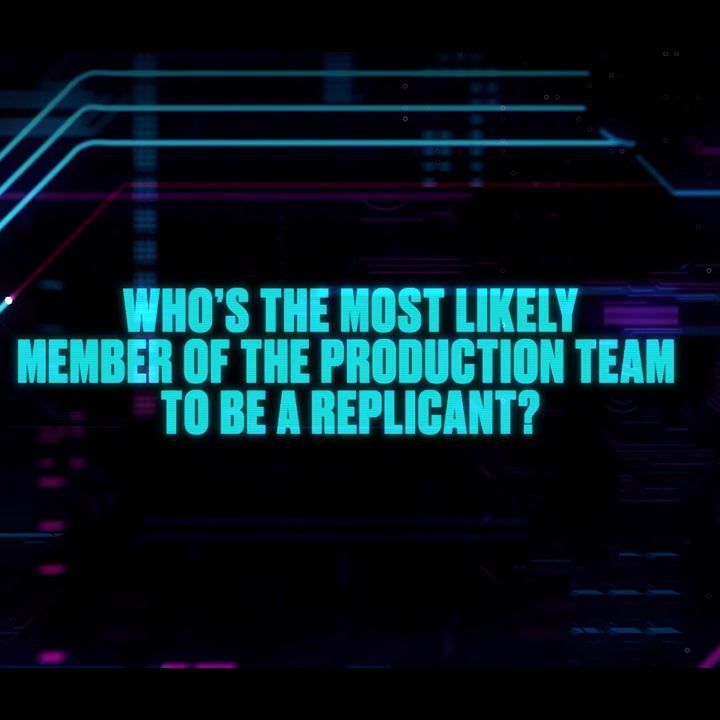 WHO'S THE MOST LIKELY
MEMBER OF THE PRODUCTION TEAM
TO BE A REPLICANT?